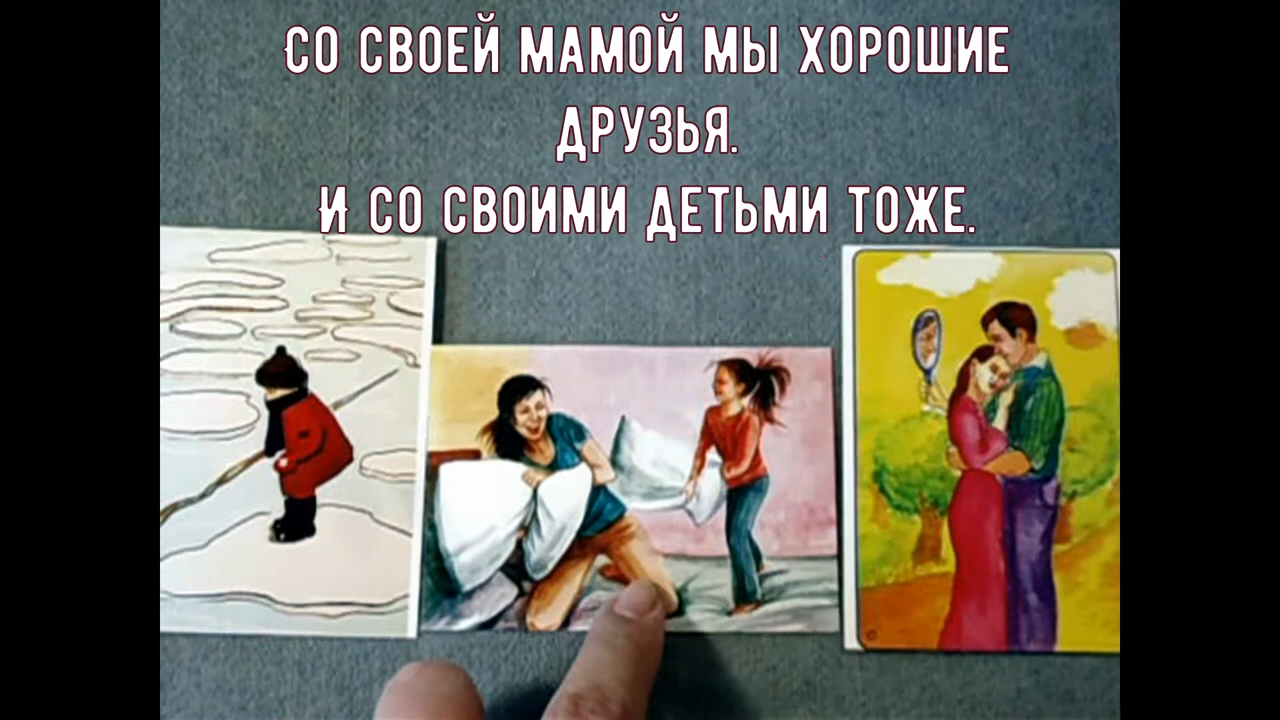 Со своей мамой мы хорошие
друзья.
И со своими детьми тоже.